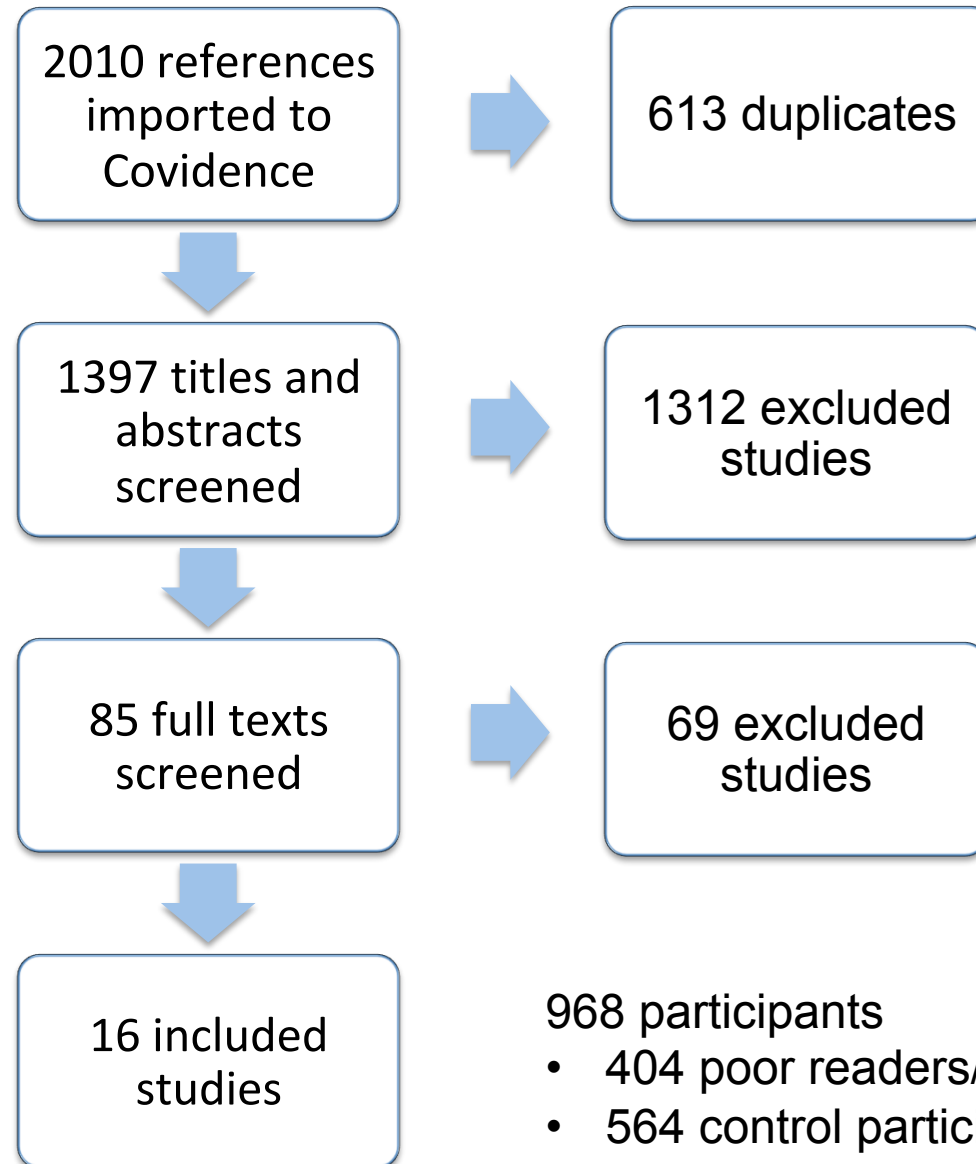 2010 references
imported to
Covidence
613 duplicates
1397 titles and
abstracts
screened
1312 excluded
studies
85 full texts
screened
69 excluded
studies
16 included
studies
968 participants
• 404 poor readers/
• 564 control partic